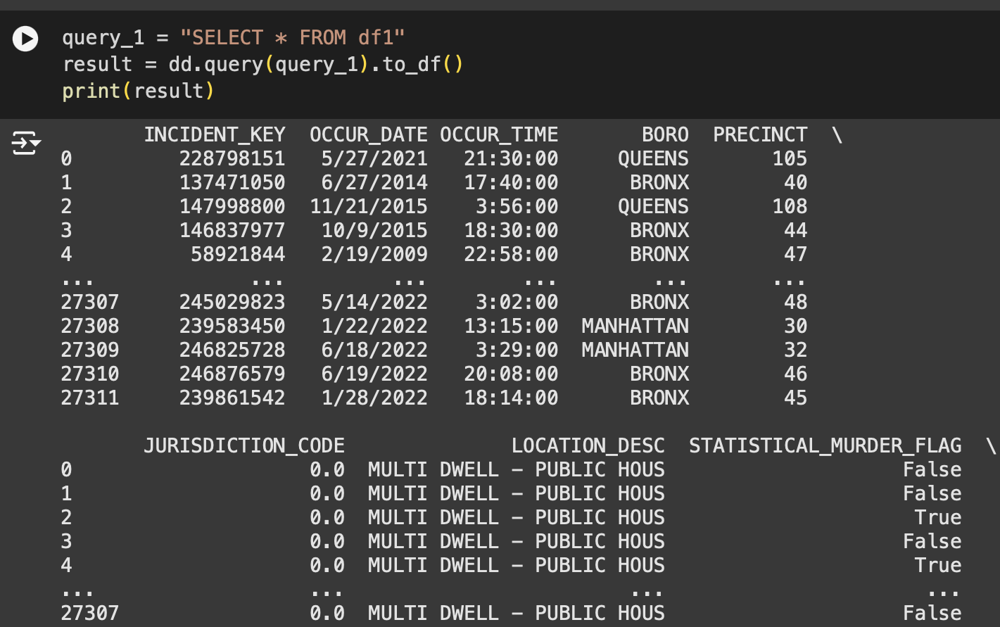 query_1 = "SELECT * FROM df1"
result = dd.query(query_1).to_df()
print(result)
INCIDENT_KEY OCCUR_DATE OCCUR_TIME BORO PRECINCT \
0 228798151 5/27/2021 21:30:00 QUEENS 105
1 137471050 6/27/2014 17:40:00 BRONX 40
2 147998800 11/21/2015 3:56:00 QUEENS 108
3 146837977 10/9/2015 18:30:00 BRONX 44
4 58921844 2/19/2009 22:58:00 BRONX 47
... ... ... ... ... ...
27307 245029823 5/14/2022 3:02:00 BRONX 48
27308 239583450 1/22/2022 13:15:00 MANHATTAN 30
27309 246825728 6/18/2022 3:29:00 MANHATTAN 32
27310 246876579 6/19/2022 20:08:00 BRONX 46
27311 239861542 1/28/2022 18:14:00 BRONX 45
JURISDICTION_CODE LOCATION_DESC STATISTICAL_MURDER_FLAG \
0 0.0 MULTI DWELL - PUBLIC HOUS False
1 0.0 MULTI DWELL - PUBLIC HOUS False
2 0.0 MULTI DWELL - PUBLIC HOUS True
3 0.0 MULTI DWELL - PUBLIC HOUS False
4 0.0 MULTI DWELL - PUBLIC HOUS True
... ... ... ...
27307 0.0 MULTI DWELL - PUBLIC HOUS False